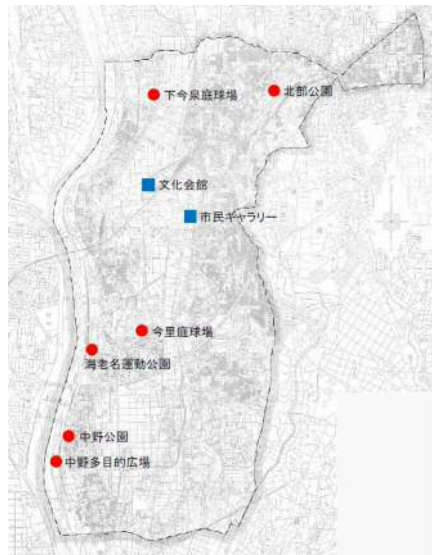 下今泉庭球場
北部公園
文化会館
市民ギャラリー
今里庭球場
海老名運動公園
中野公園
中野多目的広場